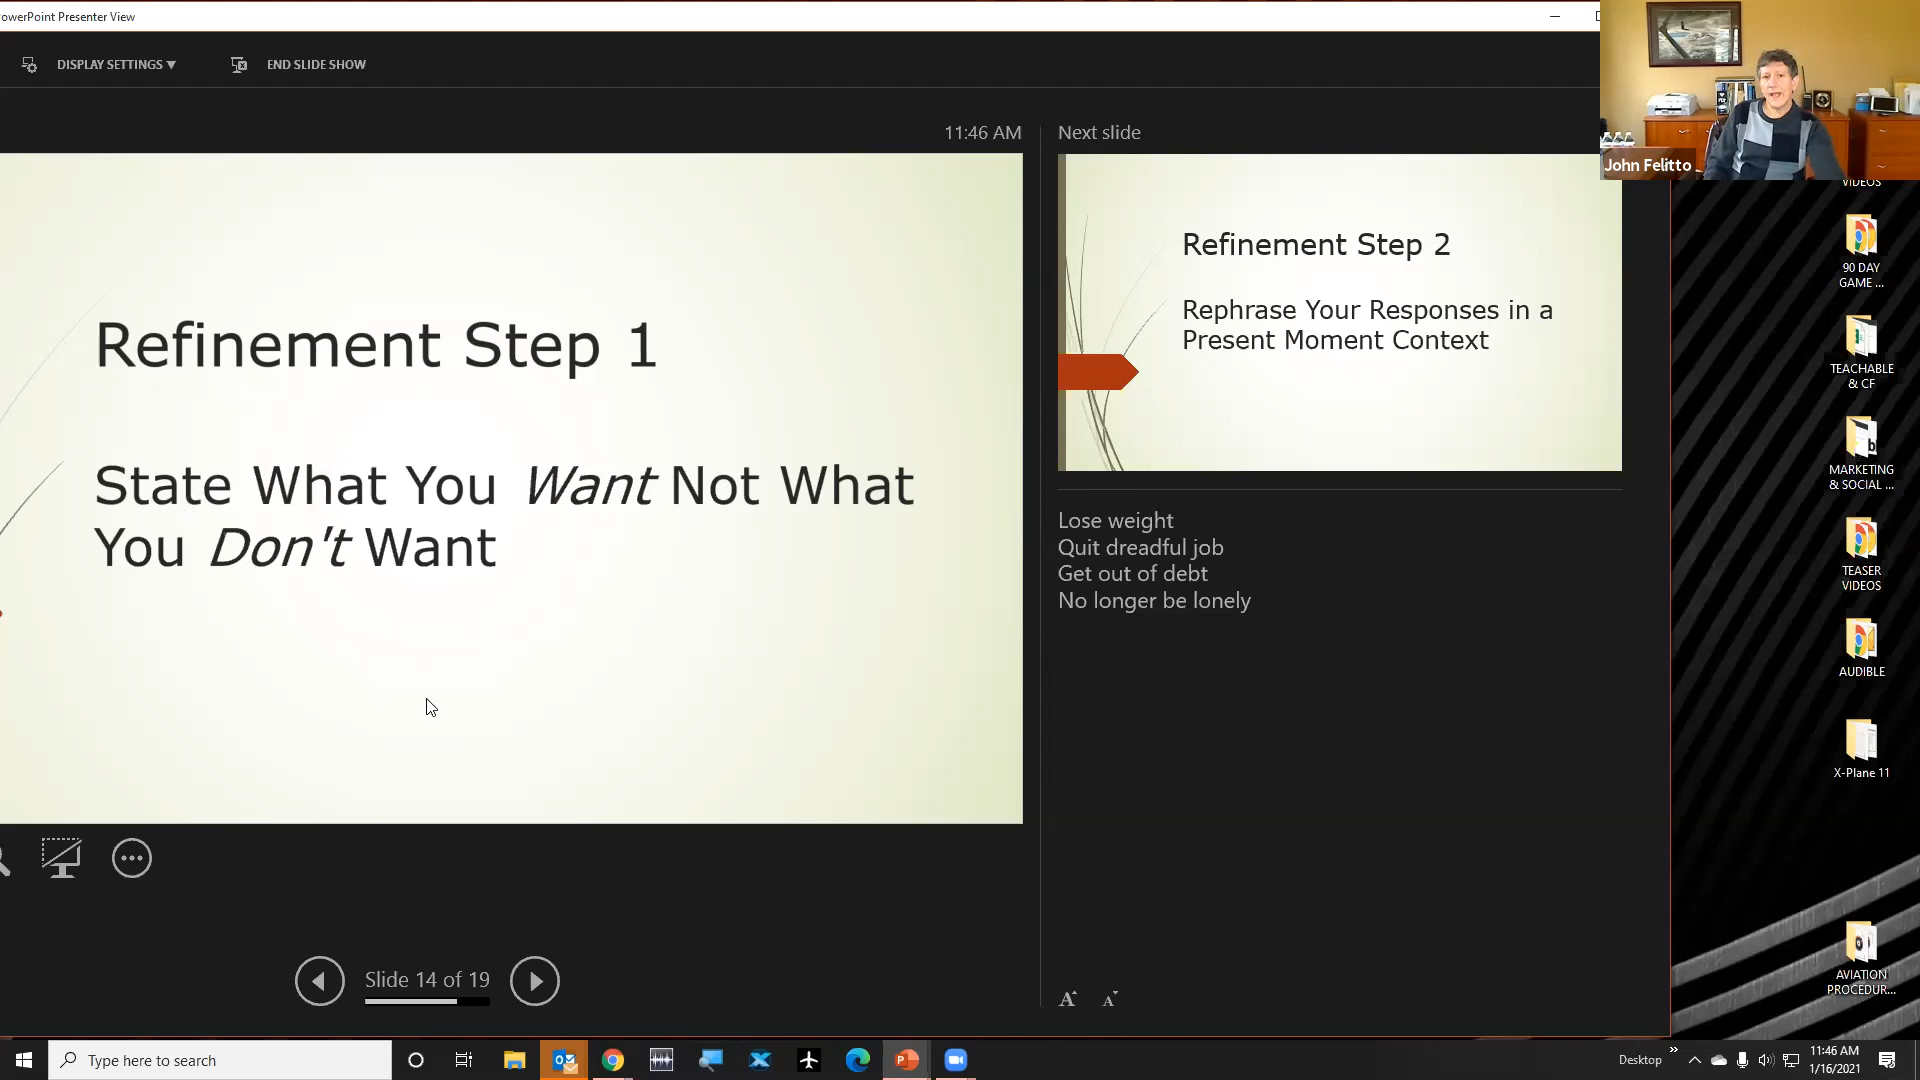 owerPoint Presenter View
DISPLAY SETTINGS ▼
END SLIDE SHOW
11:46 AM
Next slide
Refinement Step 1
State What You Want Not What
You Don't Want
Refinement Step 2
Rephrase Your Responses in a
Present Moment Context
Lose weight
Quit dreadful job
Get out of debt
No longer be lonely
John Felitto
VIDEOS
90 DAY
GAME ...
TEACHABLE
& CF
MARKETING
& SOCIAL ...
TEASER
VIDEOS
AUDIBLE
X-Plane 11
AVIATION
PROCEDUR...
Slide 14 of 19
Type here to search
Desktop
11:46 AM
1/16/2021